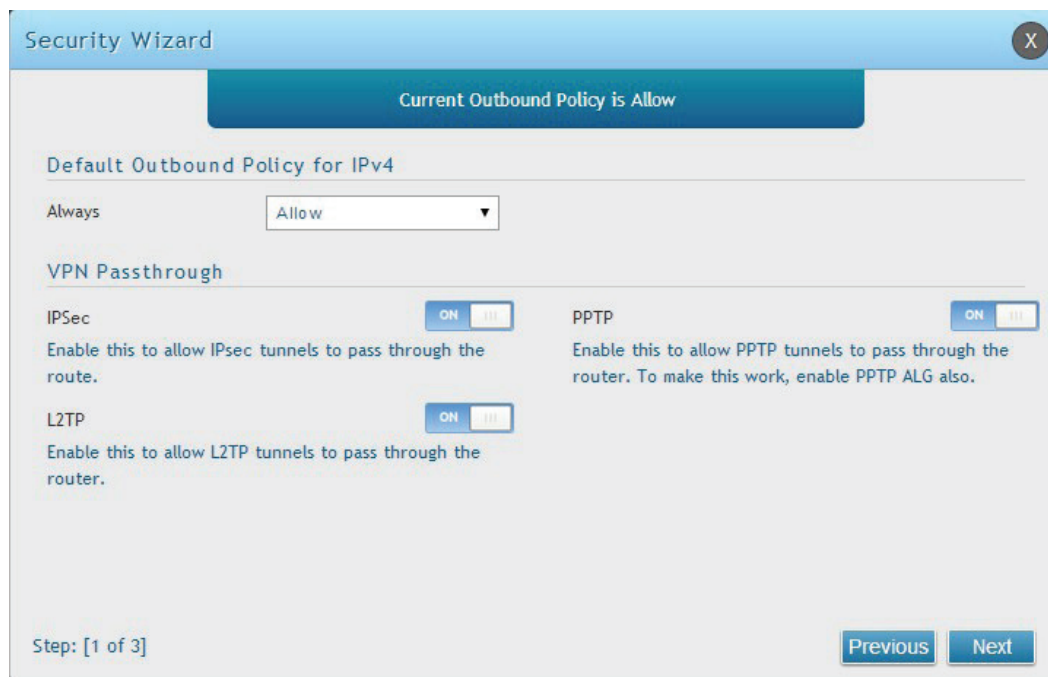 Security Wizard
X
Current Outbound Policy is Allow
Default Outbound Policy for IPv4
Always
Allow
VPN Passthrough
IPSec
ON
Enable this to allow IPsec tunnels to pass through the
route.
PPTP
ON
Enable this to allow PPTP tunnels to pass through the
router. To make this work, enable PPTP ALG also.
L2TP
ON
Enable this to allow L2TP tunnels to pass through the
router.
Step: [1 of 3]
Previous
Next